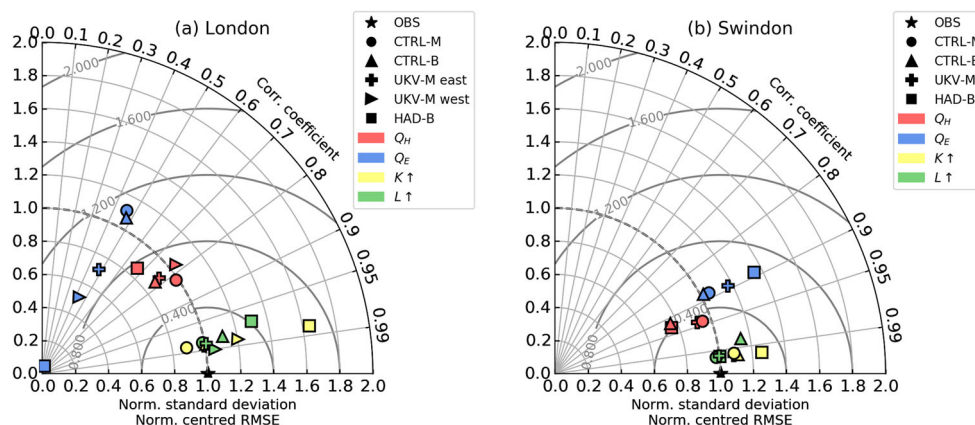 (a) London
2.0
1.8
1.6
1.4
1.2
1.0
0.8
0.6
0.4
0.2
0.0
0.0 0.2 0.4 0.6 0.8 1.0 1.2 1.4 1.6 1.8 2.0
Norm. standard deviation
Norm. centred RMSE
0.0 0.1 0.2 0.3 0.4 0.5 0.6 0.7 0.8 0.9 0.95 0.99
Corr. coefficient
2.000
1.600
1.200
0.800
0.400
OBS
CTRL-M
CTRL-B
UKV-M east
UKV-M west
HAD-B
Q_H
Q_E
K ↑
L ↑
(b) Swindon
2.0
1.8
1.6
1.4
1.2
1.0
0.8
0.6
0.4
0.2
0.0
0.0 0.2 0.4 0.6 0.8 1.0 1.2 1.4 1.6 1.8 2.0
Norm. standard deviation
Norm. centred RMSE
0.0 0.1 0.2 0.3 0.4 0.5 0.6 0.7 0.8 0.9 0.95 0.99
Corr. coefficient
2.000
1.600
1.200
0.800
0.400
OBS
CTRL-M
CTRL-B
UKV-M
HAD-B
Q_H
Q_E
K ↑
L ↑